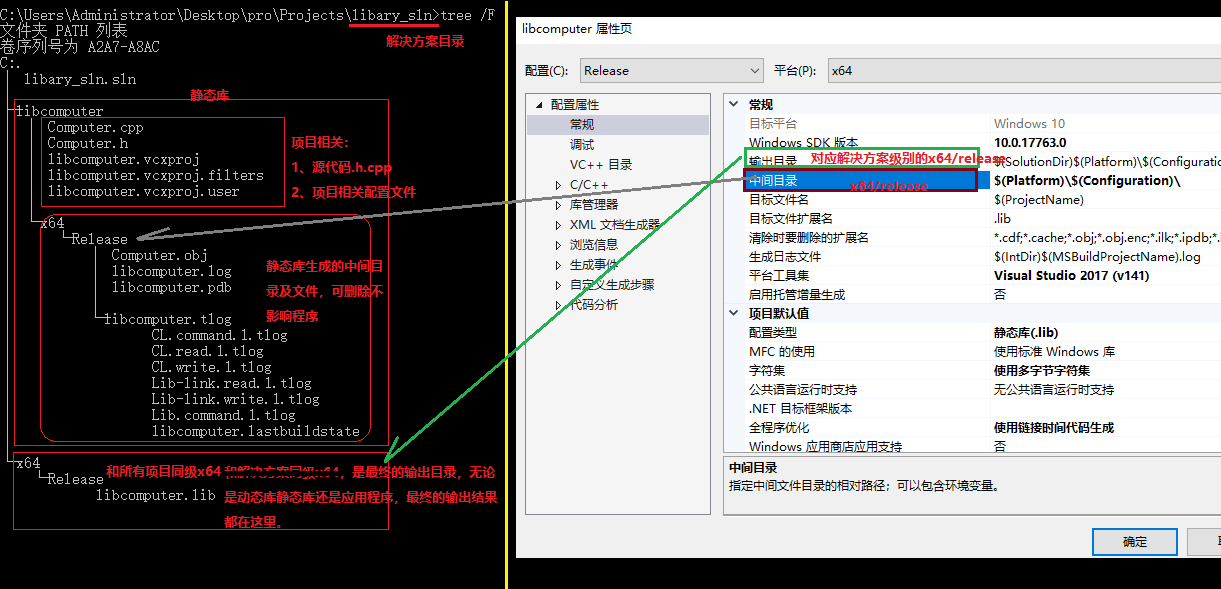 C:\Users\Administrator\Desktop\pro\Projects\libary_sln>tree /F
文件夹 PATH 列表
卷序列号为 A2A7-A8AC
C:.
解决方案目录
libary_sln.sln
静态库
libcomputer
Computer.cpp
Computer.h
libcomputer.vcxproj
libcomputer.vcxproj.filters
libcomputer.vcxproj.user
项目相关:
1、源代码.h.cpp
2、项目相关配置文件
x64
Release
Computer.obj
libcomputer.log
libcomputer.pdb
静态库生成的中间目
录及文件，可删除不
影响程序
libcomputer.tlog
CL.command.1.tlog
CL.read.1.tlog
CL.write.1.tlog
Lib-link.read.1.tlog
Lib-link.write.1.tlog
Lib.command.1.tlog
libcomputer.lastbuildstate
x64
和所有项目同级x64 和解决方案同级x64，是最终的输出目录，无论
Release
libcomputer.lib
是动态库静态库还是应用程序，最终的输出结果
都在这里。
libcomputer 属性页
配置(C): Release 平台(P): x64
配置属性
常规
调试
VC++ 目录
C/C++
库管理器
XML 文档生成器
浏览信息
生成事件
自定义生成步骤
代码分析
常规
目标平台 Windows 10
Windows SDK 版本 10.0.17763.0
输出目录 对应解决方案级别的x64/release $(SolutionDir)$(Platform)\$(Configuratio
中间目录 x64/release $(Platform)\$(Configuration)\
目标文件名 $(ProjectName)
目标文件扩展名 .lib
清除时要删除的扩展名 *.cdf;*.cache;*.obj;*.obj.enc;*.ilk;*.ipdb;*.i
生成日志文件 $(IntDir)$(MSBuildProjectName).log
平台工具集 Visual Studio 2017 (v141)
启用托管增量生成 否
项目默认值
配置类型 静态库(.lib)
MFC 的使用 使用标准 Windows 库
字符集 使用多字节字符集
公共语言运行时支持 无公共语言运行时支持
.NET 目标框架版本
全程序优化 使用链接时间代码生成
Windows 应用商店应用支持 否
中间目录
指定中间文件目录的相对路径；可以包含环境变量。
确定